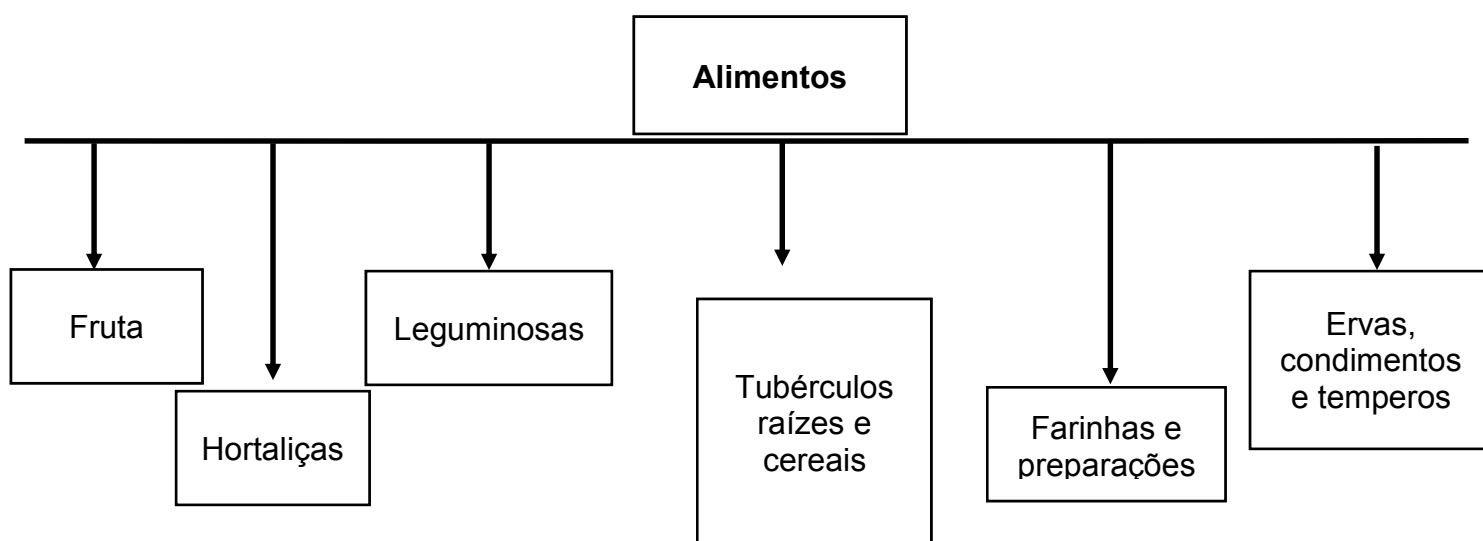 Alimentos
Fruta
Hortaliças
Leguminosas
Tubérculos
raízes e
cereais
Farinhas e
preparações
Ervas,
condimentos
e temperos